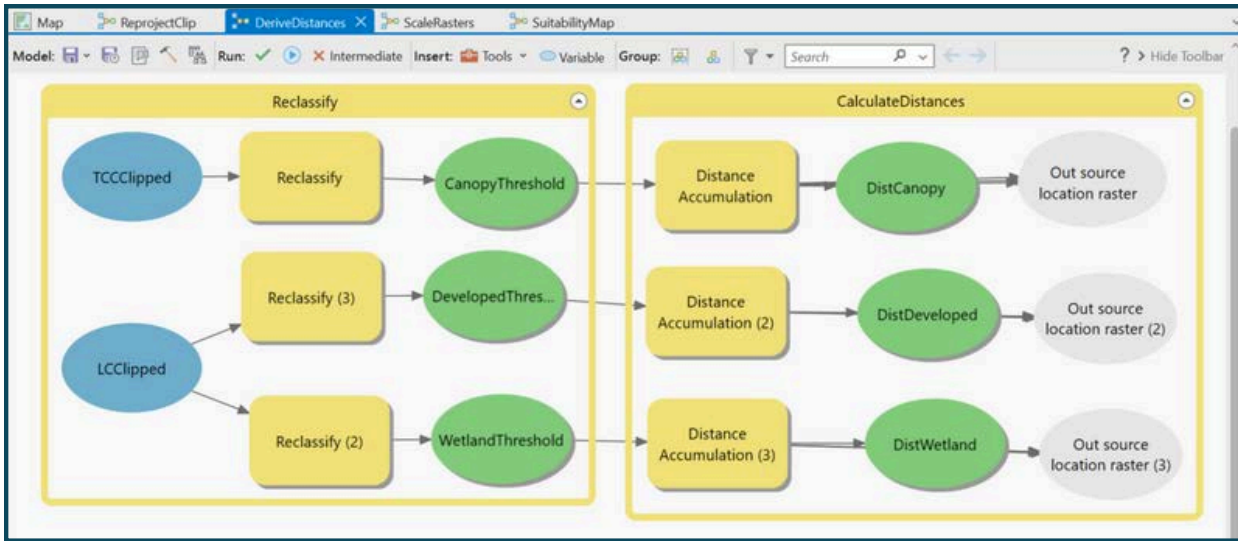 Map ReprojectClip DeriveDistances ScaleRasters SuitabilityMap
Model: Run: Intermediate Insert: Tools Variable Group: Search ? > Hide Toolbar
Reclassify
TCCClipped
Reclassify
CanopyThreshold
Reclassify (3)
DevelopedThres...
LCClipped
Reclassify (2)
WetlandThreshold
CalculateDistances
Distance
Accumulation
DistCanopy
Out source
location raster
Distance
Accumulation (2)
DistDeveloped
Out source
location raster (2)
Distance
Accumulation (3)
DistWetland
Out source
location raster (3)